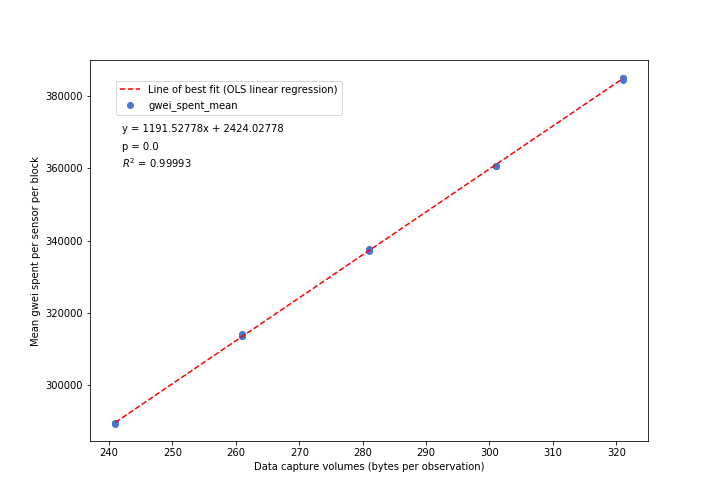 Line of best fit (OLS linear regression)
gwei_spent_mean
y = 1191.52778x + 2424.02778
p = 0.0
R² = 0.99993
Mean gwei spent per sensor per block
380000
360000
340000
320000
300000
240 250 260 270 280 290 300 310 320
Data capture volumes (bytes per observation)